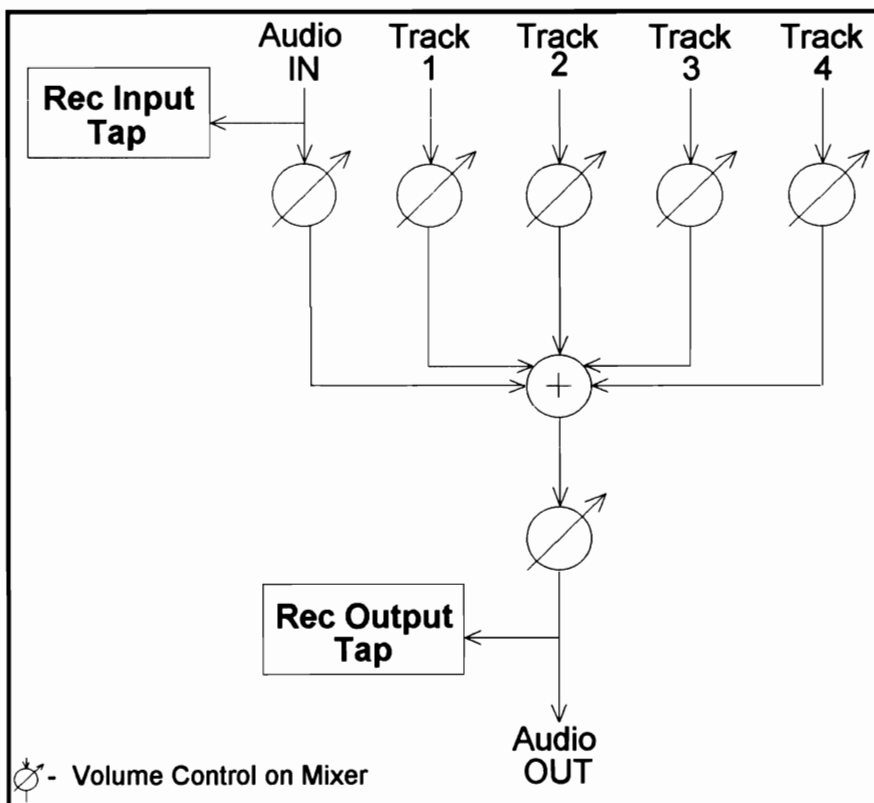 Audio
IN
Track
1
Track
2
Track
3
Track
4
Rec Input
Tap
+
Rec Output
Tap
Audio
OUT
- Volume Control on Mixer